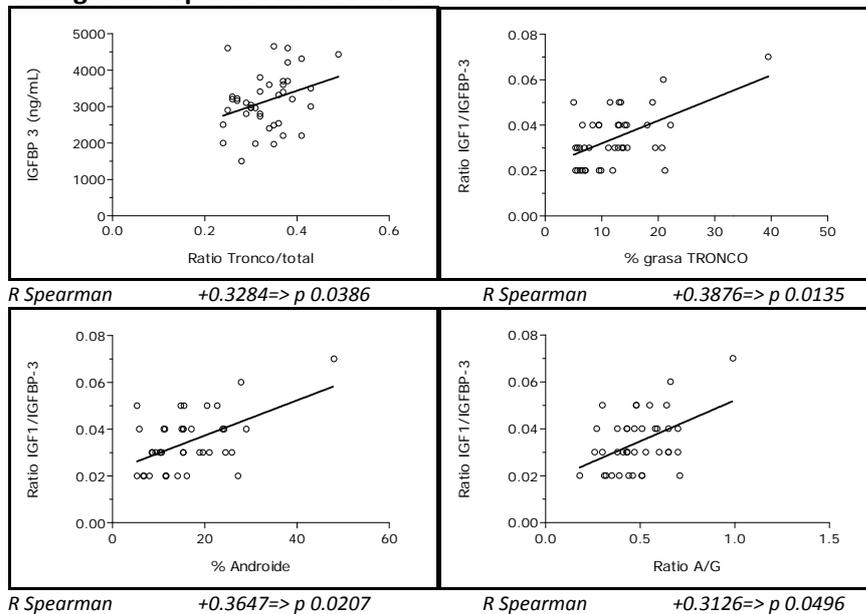 5000
4000
3000
2000
1000
0
IGFBP 3 (ng/mL)
0.0 0.2 0.4 0.6
Ratio Tronco/total
0.08
0.06
0.04
0.02
0.00
Ratio IGF1/IGFBP-3
0 10 20 30 40 50
% grasa TRONCO
R Spearman +0.3284=> p 0.0386
R Spearman +0.3876=> p 0.0135
0.08
0.06
0.04
0.02
0.00
Ratio IGF1/IGFBP-3
0 20 40 60
% Androide
0.08
0.06
0.04
0.02
0.00
Ratio IGF1/IGFBP-3
0.0 0.5 1.0 1.5
Ratio A/G
R Spearman +0.3647=> p 0.0207
R Spearman +0.3126=> p 0.0496